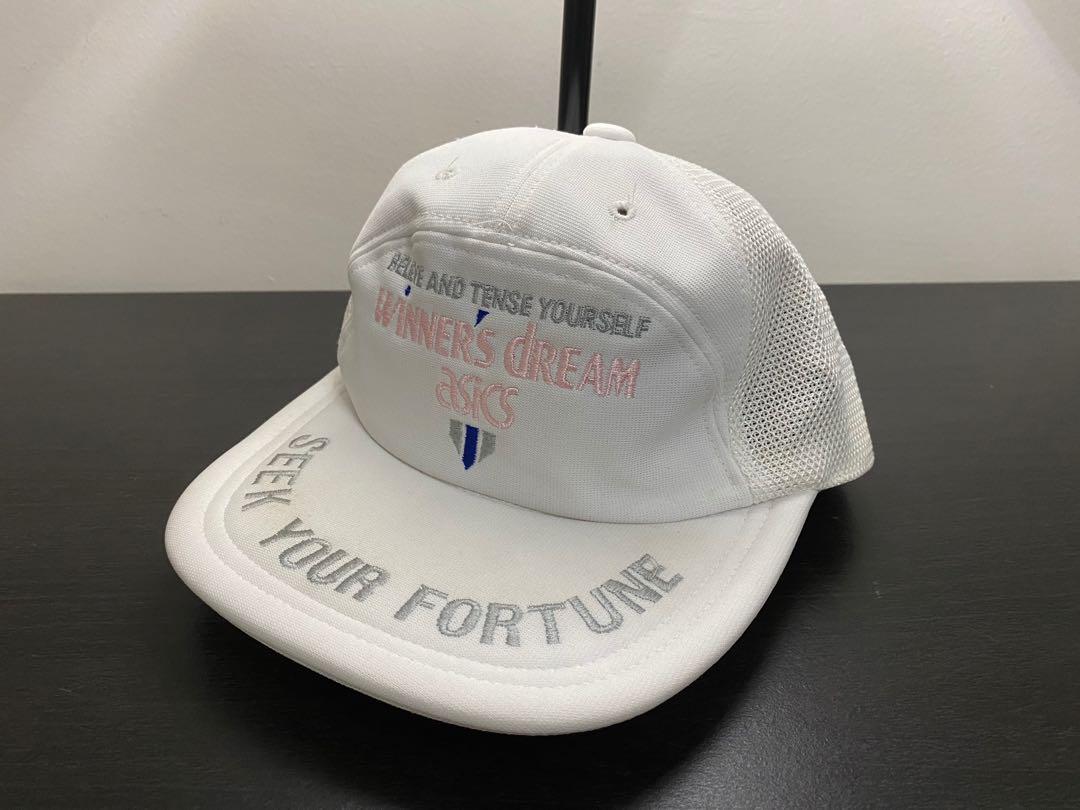 AND TENSE YOURSELF
WINNER'S dREAM
asics
SEEK YOUR FORTUNE